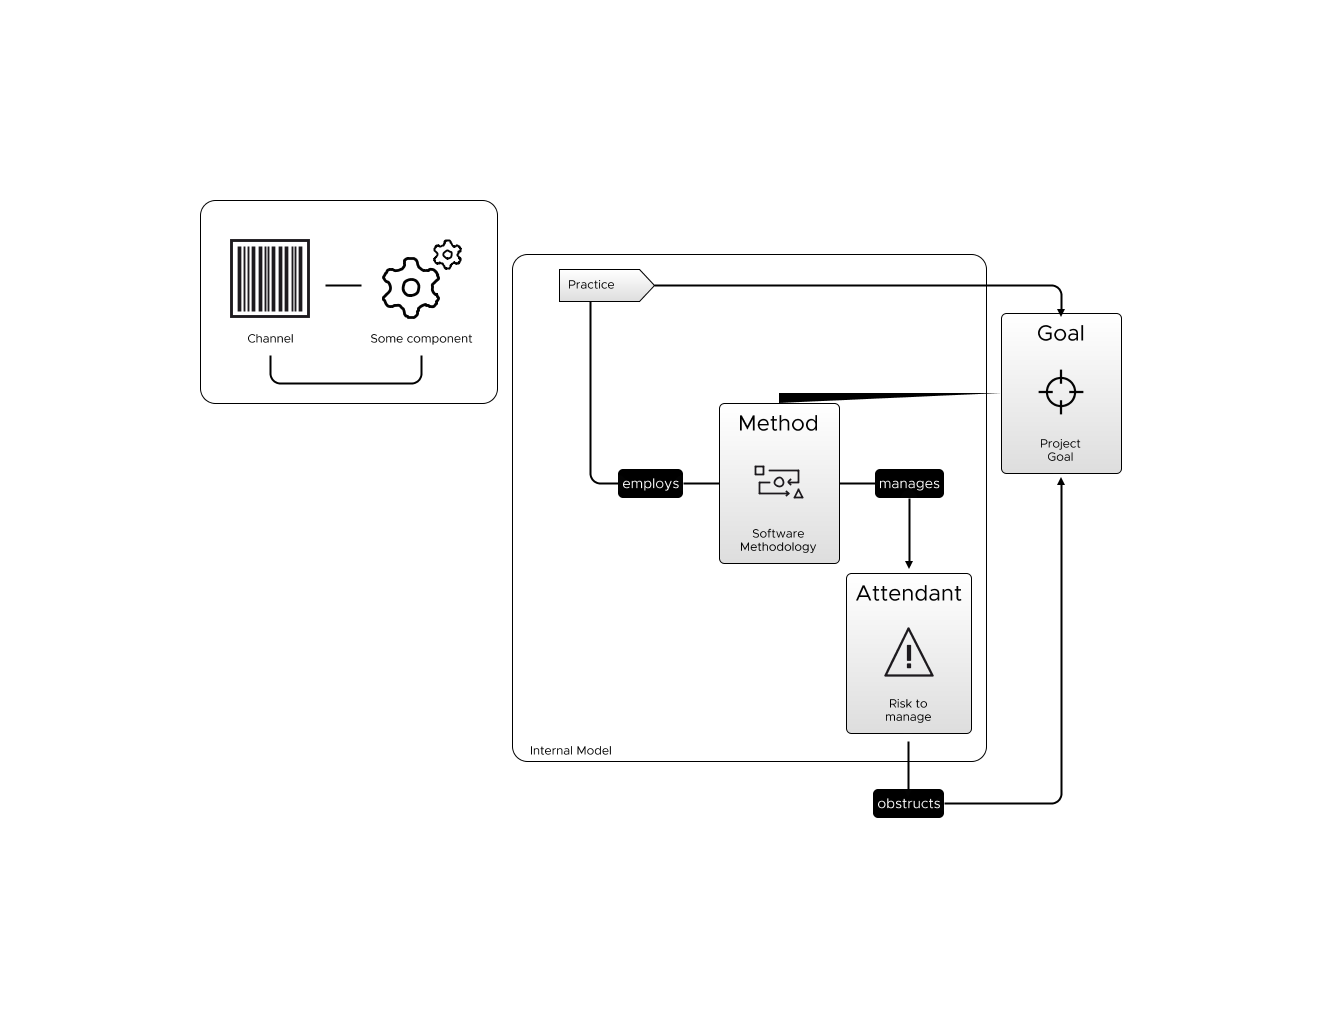 Channel
Some component
Practice
Goal
Project
Goal
Method
Software
Methodology
employs
manages
Attendant
Risk to
manage
Internal Model
obstructs